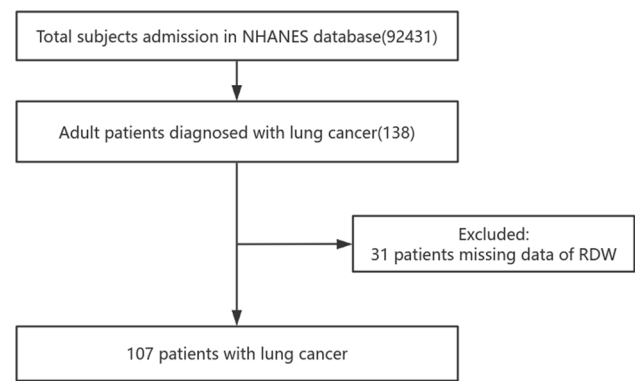 Total subjects admission in NHANES database(92431)
Adult patients diagnosed with lung cancer(138)
Excluded:
31 patients missing data of RDW
107 patients with lung cancer